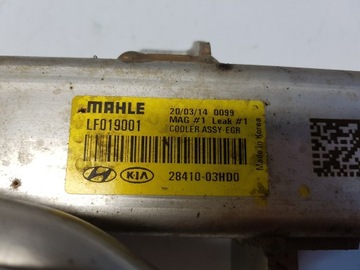 MAHLE
20/03/14 0099
LF019001
MAG #1 Leak #1
COOLER ASSY-EGR
Made in Korea
KIA
28410-03HD0